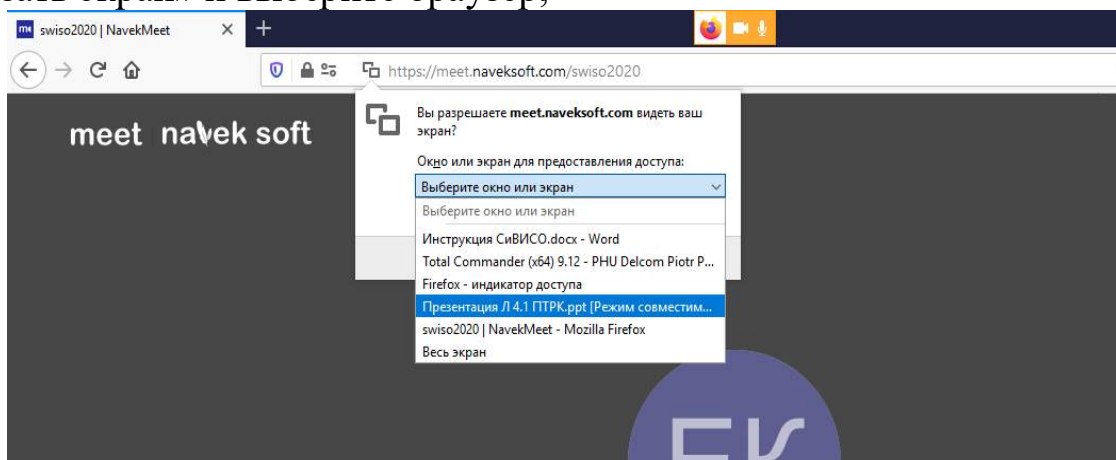 swiso2020 | NavekMeet
https://meet.naveksoft.com/swiso2020
meet navek soft
Вы разрешаете meet.naveksoft.com видеть ваш
экран?
Окно или экран для предоставления доступа:
Выберите окно или экран
Выберите окно или экран
Инструкция СиВИСО.docx - Word
Total Commander (x64) 9.12 - PHU Delcom Piotr P...
Firefox - индикатор доступа
Презентация Л 4.1 ПТРК.ppt [Режим совместим...
swiso2020 | NavekMeet - Mozilla Firefox
Весь экран